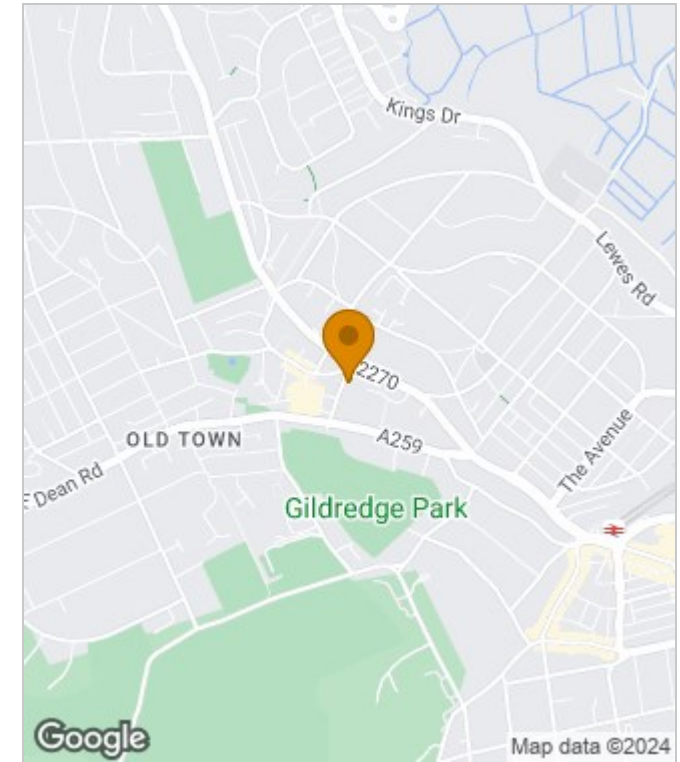 Kings Dr
Lewes Rd
2270
OLD TOWN
A259
The Avenue
Dean Rd
Gildredge Park
Google
Map data ©2024